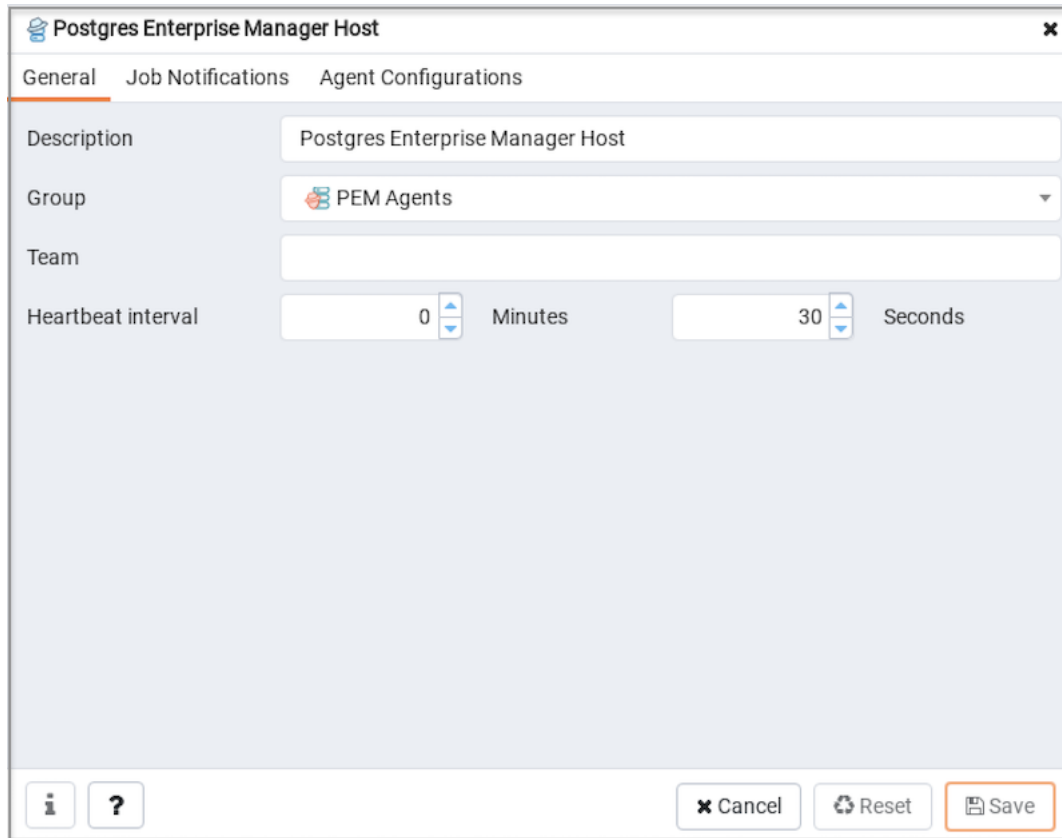 Postgres Enterprise Manager Host
General Job Notifications Agent Configurations
Description Postgres Enterprise Manager Host
Group PEM Agents
Team
Heartbeat interval 0 Minutes 30 Seconds
i ? Cancel Reset Save